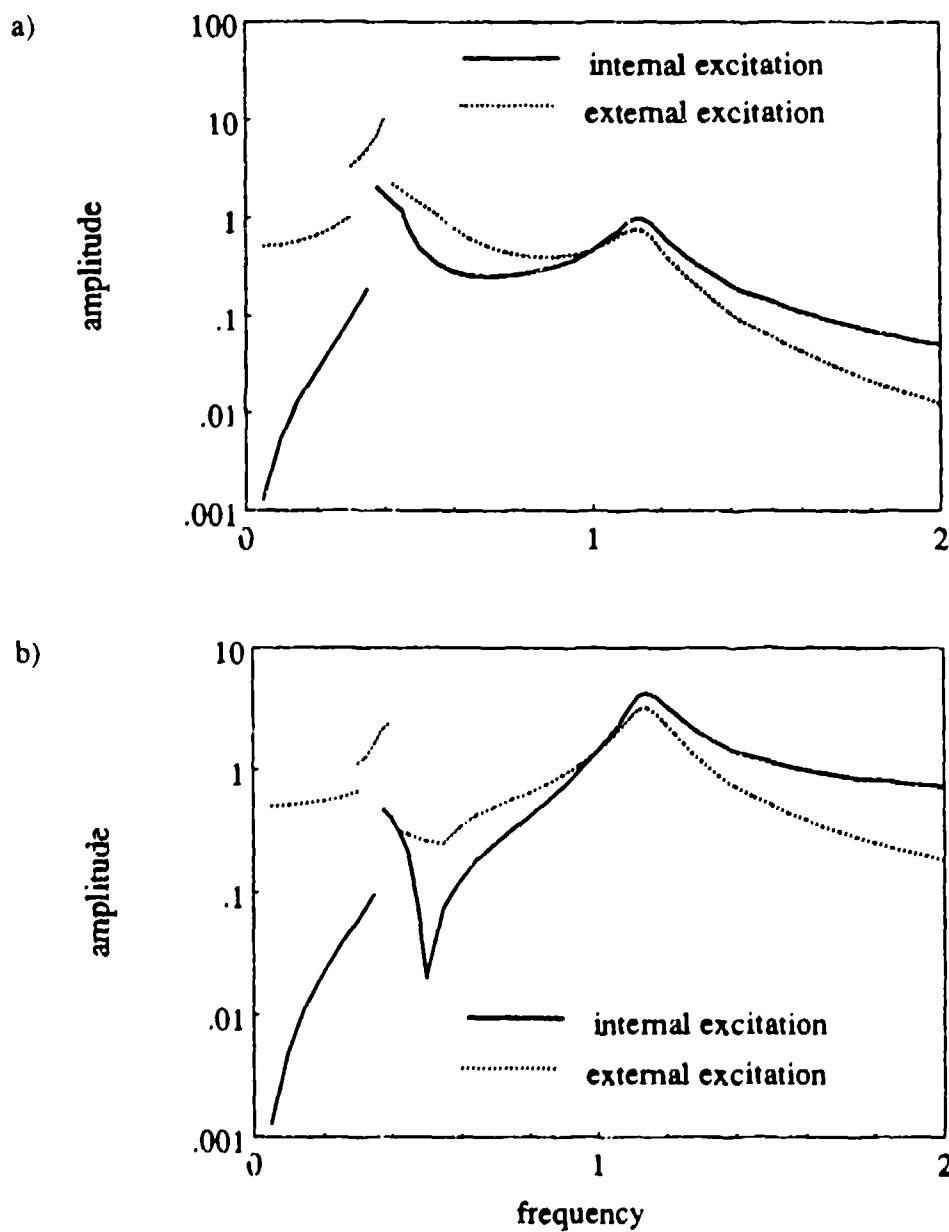 a)
100
10
1
.1
.01
.001
amplitude
internal excitation
external excitation
0
1
2
b)
10
1
.1
.01
.001
amplitude
internal excitation
external excitation
0
1
2
frequency